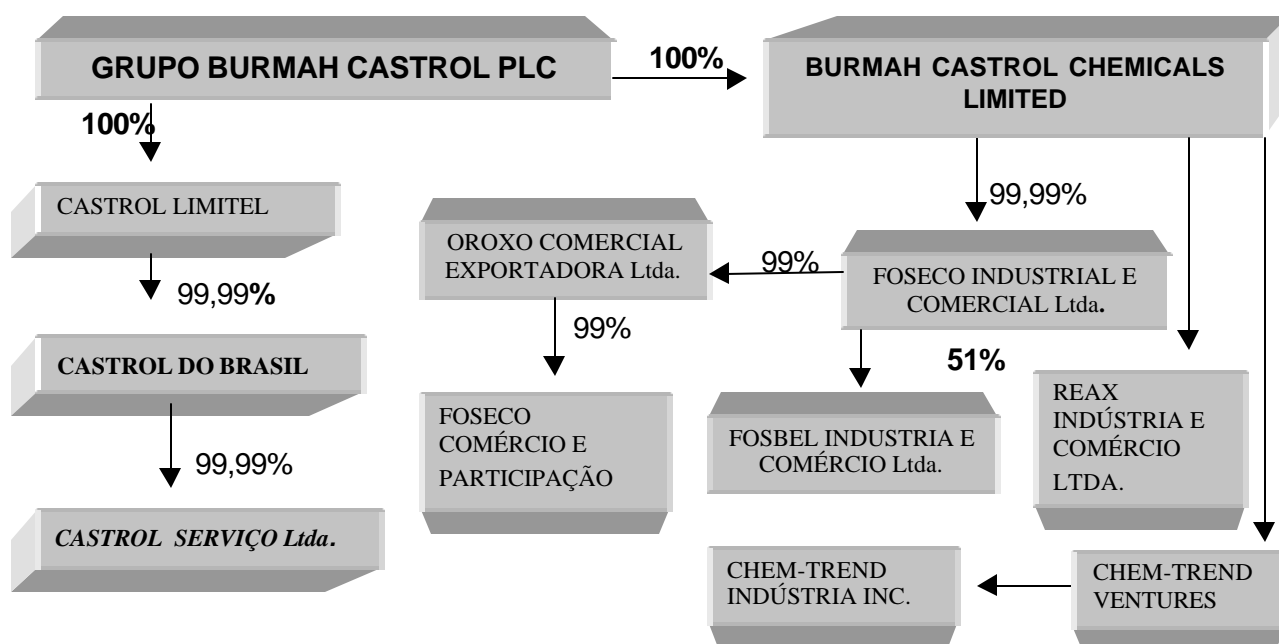 GRUPO BURMAH CASTROL PLC
100%
BURMAH CASTROL CHEMICALS
LIMITED
100%
CASTROL LIMITEL
99,99%
CASTROL DO BRASIL
99,99%
CASTROL SERVIÇO Ltda.
99,99%
OROXO COMERCIAL
EXPORTADORA Ltda.
99%
FOSECO INDUSTRIAL E
COMERCIAL Ltda.
99%
51%
FOSECO
COMÉRCIO E
PARTICIPAÇÃO
FOSBEL INDUSTRIA E
COMÉRCIO Ltda.
REAX
INDÚSTRIA E
COMÉRCIO
LTDA.
CHEM-TREND
INDÚSTRIA INC.
CHEM-TREND
VENTURES